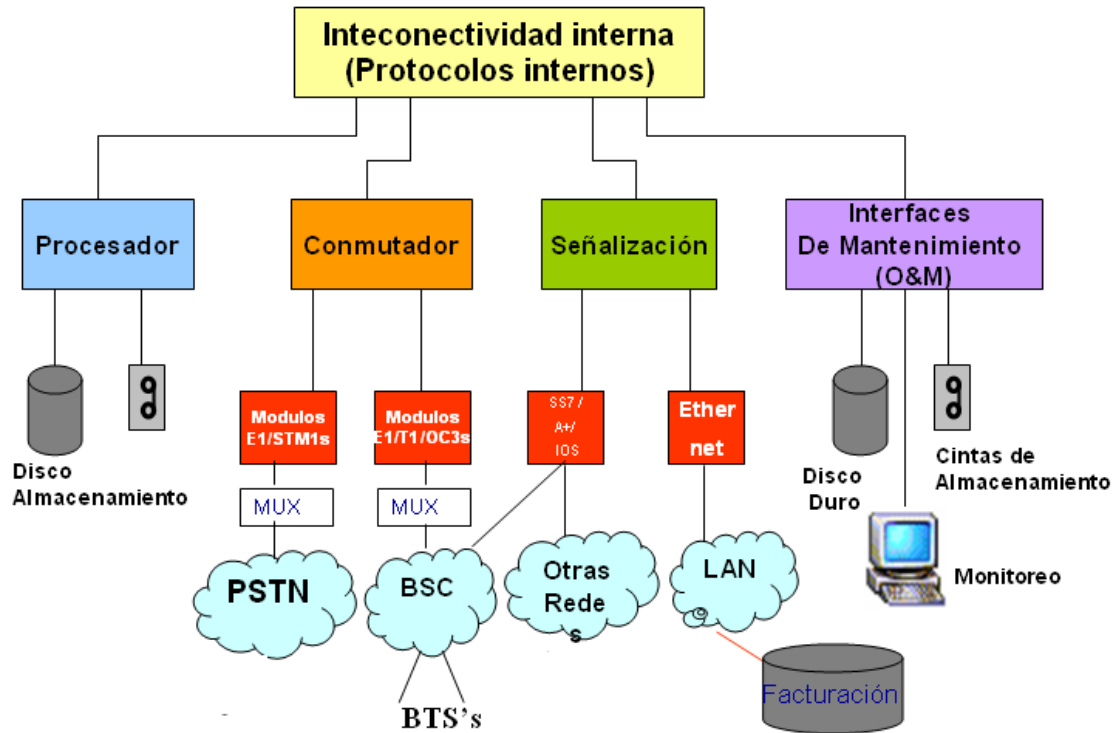 Inteconectividad interna
(Protocolos internos)
Procesador
Conmutador
Señalización
Interfaces
De Mantenimiento
(O&M)
Modulos
E1/STM1s
Modulos
E1/T1/OC3s
SS7 /
A+/
IOS
Ether
net
Disco
Almacenamiento
MUX
MUX
Disco
Duro
Cintas de
Almacenamiento
PSTN
BSC
Otras
Rede
s
LAN
Monitoreo
Facturación
BTS's